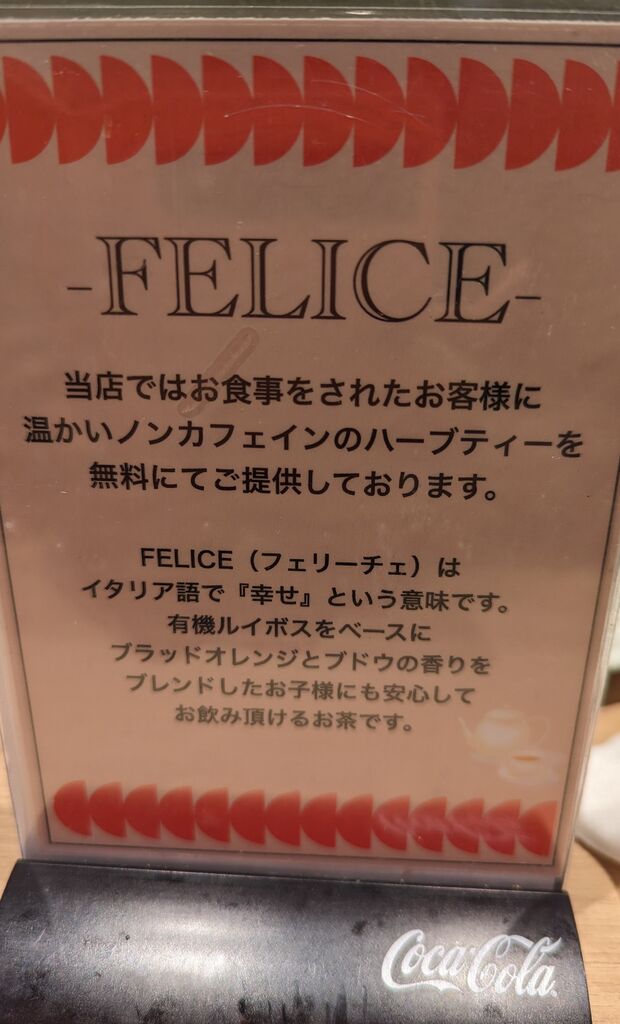 -FELICE-
当店ではお食事をされたお客様に
温かいノンカフェインのハーブティーを
無料にてご提供しております。
FELICE（フェリーチェ）は
イタリア語で『幸せ』という意味です。
有機ルイボスをベースに
ブラッドオレンジとブドウの香りを
ブレンドしたお子様にも安心して
お飲み頂けるお茶です。
Coca-Cola